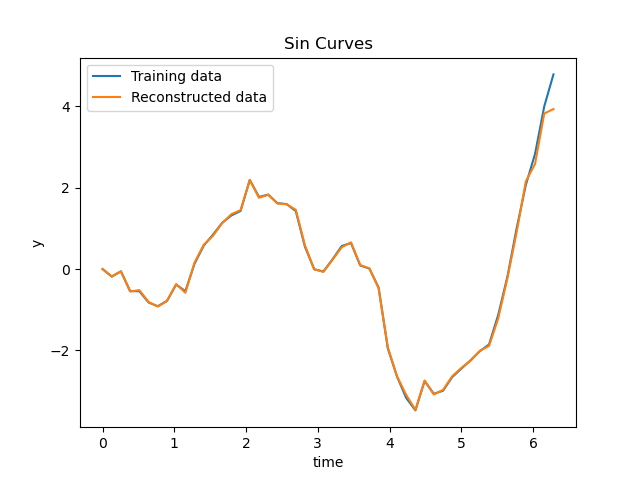 Sin Curves
Training data
Reconstructed data
4
2
0
−2
y
0 1 2 3 4 5 6
time